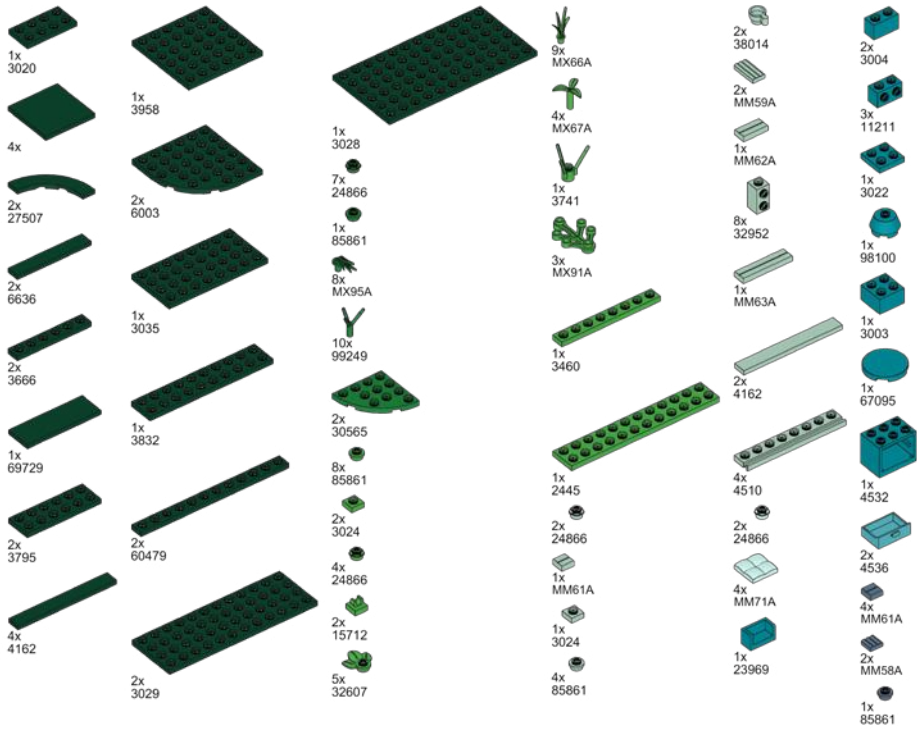 1x
3020
4x
2x
27507
2x
6636
2x
3666
1x
69729
2x
3795
4x
4162
1x
3958
2x
6003
1x
3035
1x
3832
2x
60479
2x
3029
1x
3028
7x
24866
1x
85861
8x
MX95A
10x
99249
2x
30565
8x
85861
2x
3024
4x
24866
2x
15712
5x
32607
9x
MX66A
4x
MX67A
1x
3741
3x
MX91A
1x
3460
1x
2445
2x
24866
1x
MM61A
1x
3024
4x
85861
2x
38014
2x
MM59A
1x
MM62A
8x
32952
1x
MM63A
2x
4162
4x
4510
2x
24866
4x
MM71A
1x
23969
2x
3004
3x
11211
1x
3022
1x
98100
1x
3003
1x
67095
1x
4532
2x
4536
4x
MM61A
2x
MM58A
1x
85861